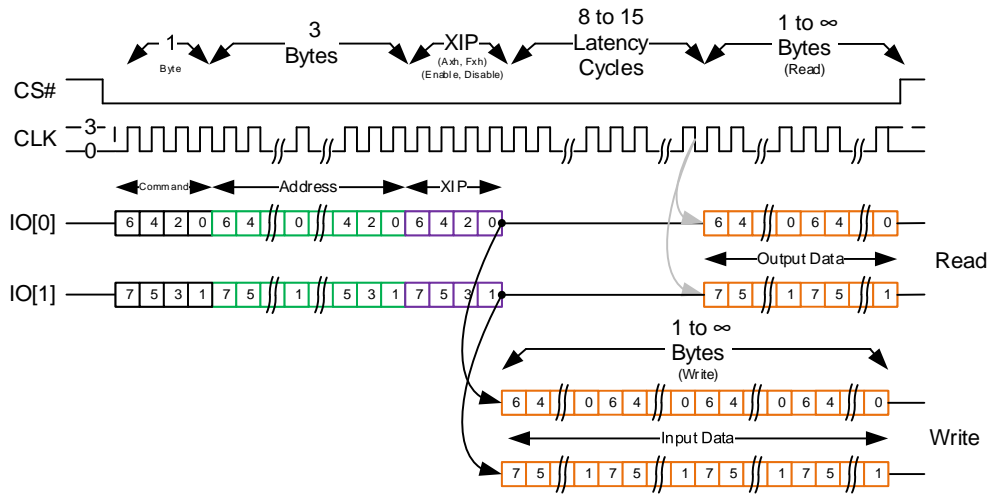 1
Byte
3
Bytes
XIP
(Axh, Fxh)
(Enable, Disable)
8 to 15
Latency
Cycles
1 to ∞
Bytes
(Read)
CS#
CLK
3
0
Command
Address
XIP
IO[0]
6 4 2 0 6 4 0 4 2 0 6 4 2 0
6 4 0 6 4 0
Output Data
Read
IO[1]
7 5 3 1 7 5 1 5 3 1 7 5 3 1
7 5 1 7 5 1
1 to ∞
Bytes
(Write)
6 4 0 6 4 0 6 4 0 6 4 0
Input Data
Write
7 5 1 7 5 1 7 5 1 7 5 1